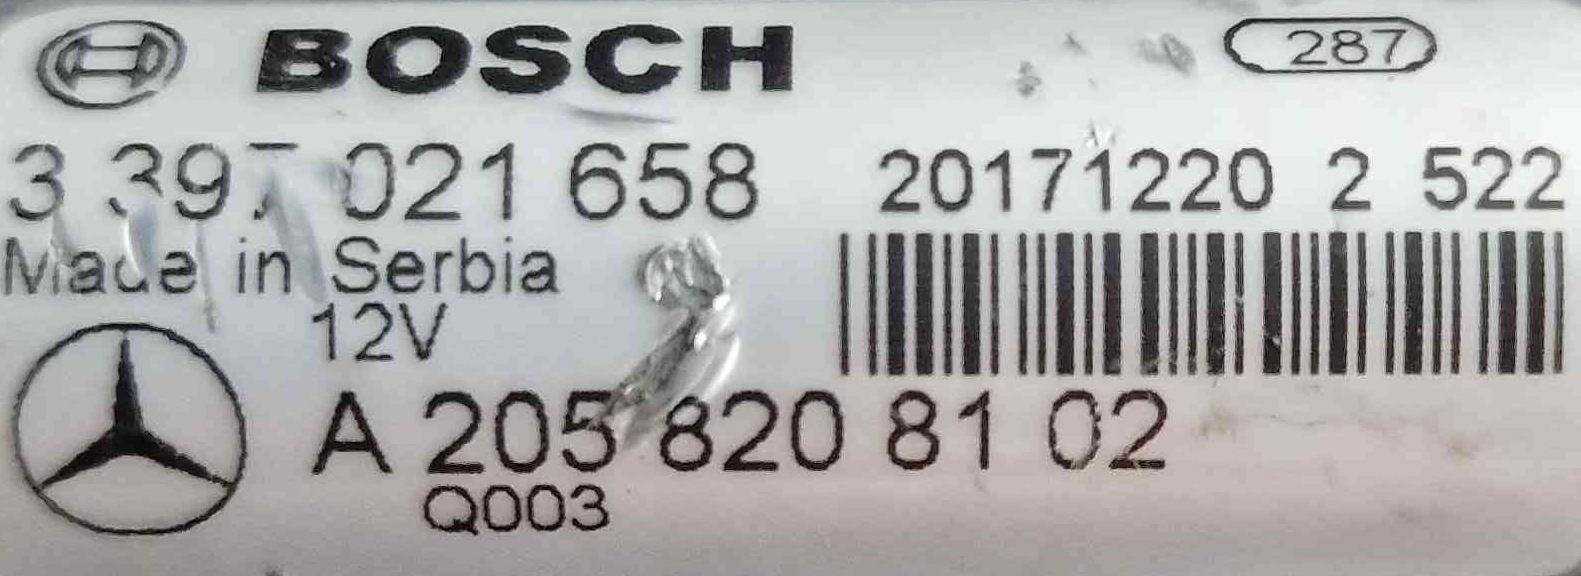 BOSCH 287
3 397 021 658 20171220 2 522
Made in Serbia
12V
A 205 820 81 02
Q003